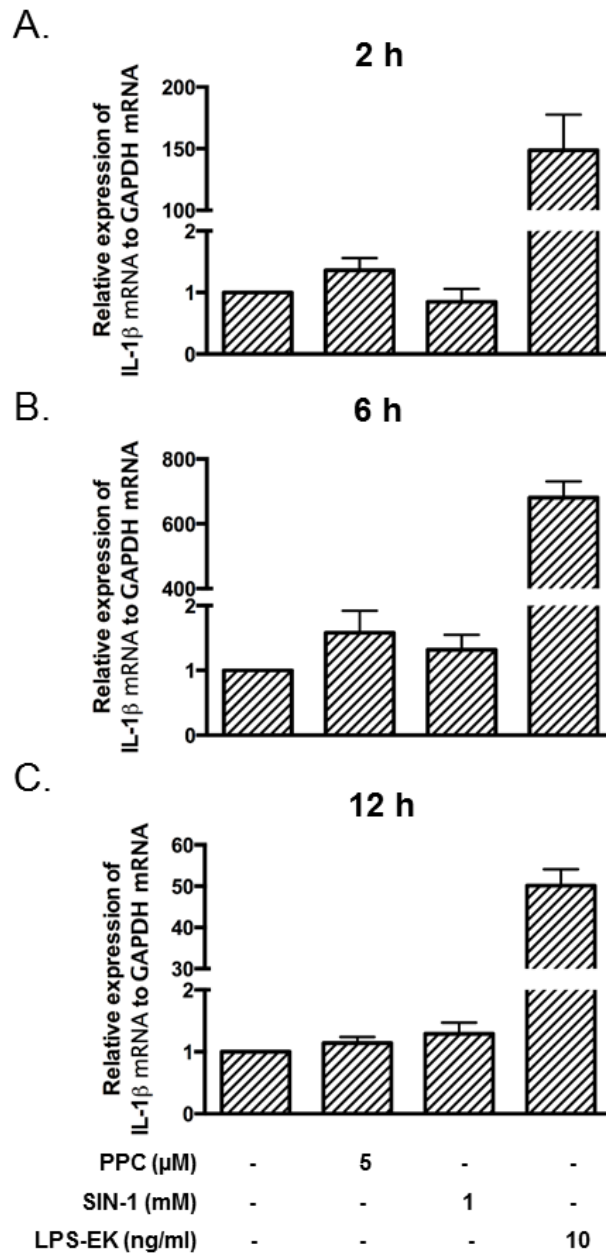 A.
2 h
Relative expression of
IL-1β mRNA to GAPDH mRNA
200
150
100
2
1
0
B.
6 h
Relative expression of
IL-1β mRNA to GAPDH mRNA
800
600
400
2
1
0
C.
12 h
Relative expression of
IL-1β mRNA to GAPDH mRNA
60
50
40
30
2
1
0
PPC (μM) - 5 - -
SIN-1 (mM) - - 1 -
LPS-EK (ng/ml) - - - 10